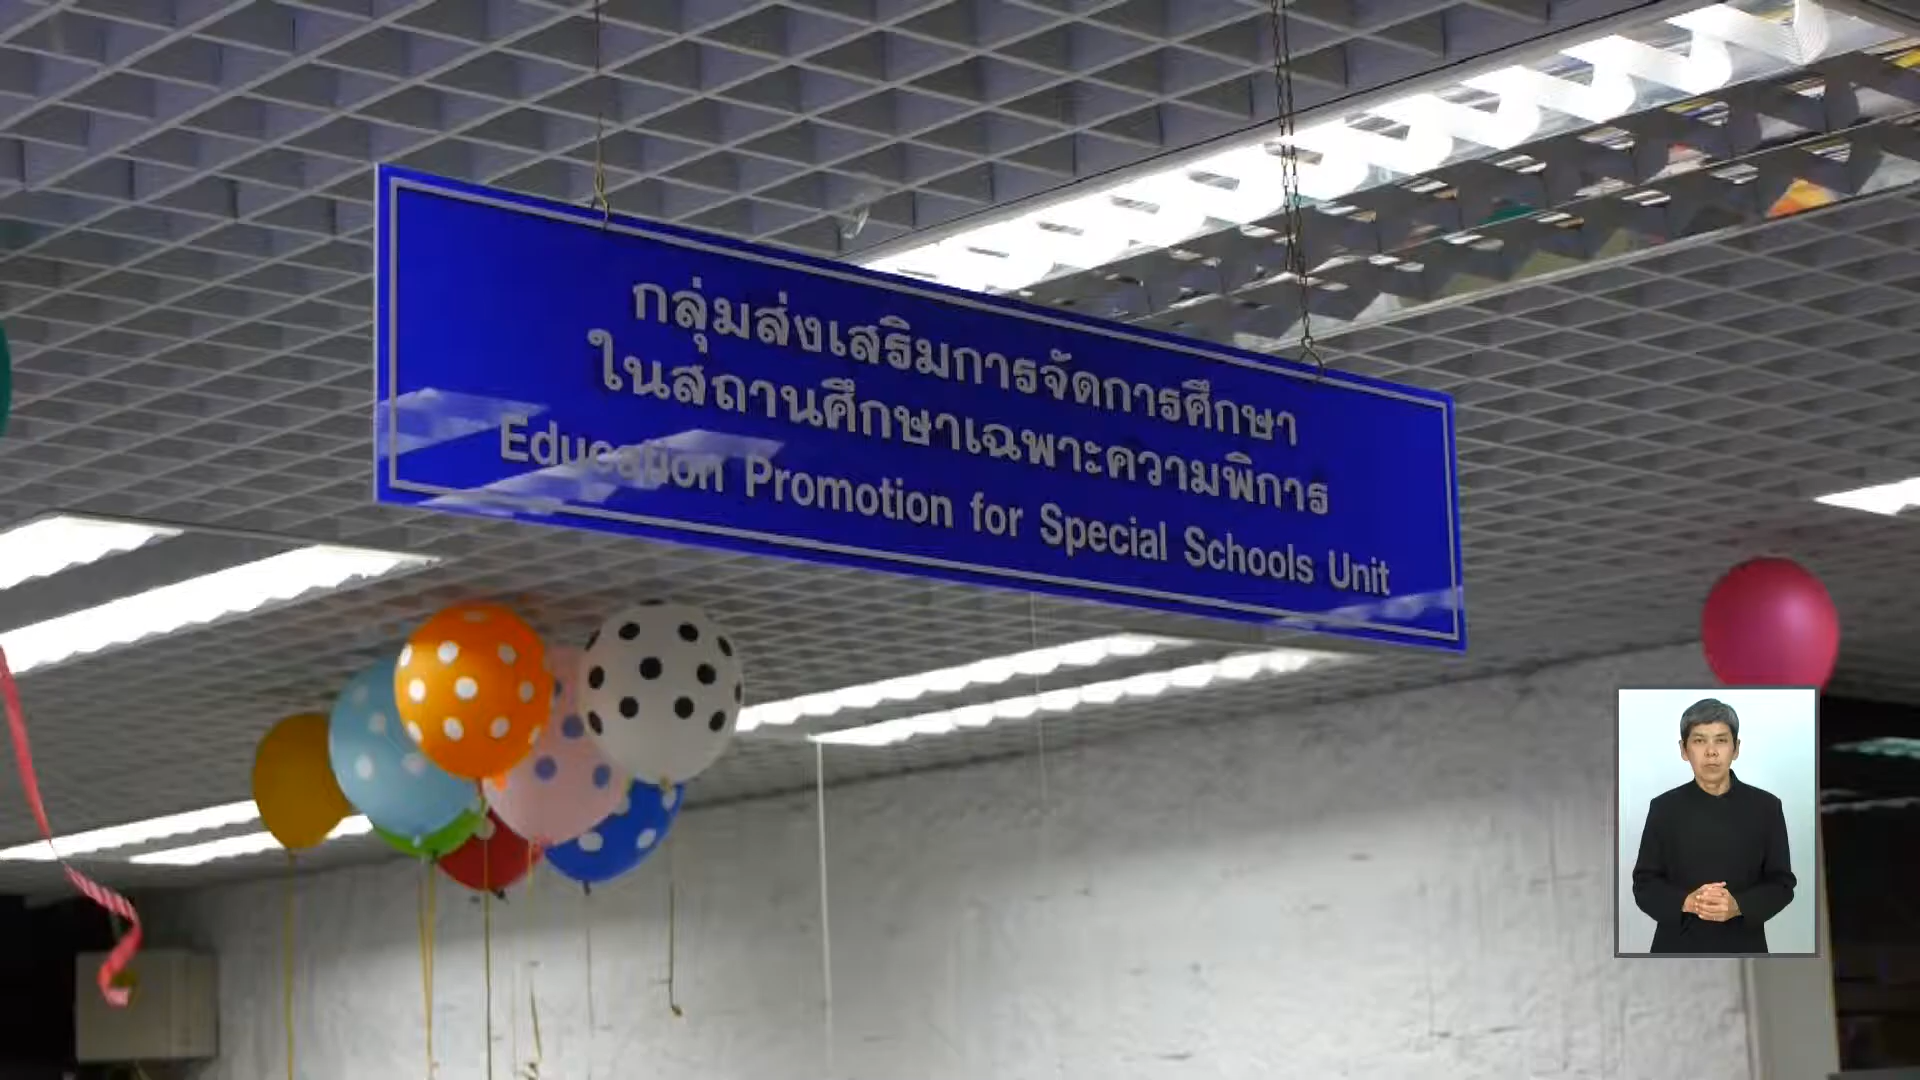 กลุ่มส่งเสริมการจัดการศึกษา
ในสถานศึกษาเฉพาะความพิการ
Education Promotion for Special Schools Unit